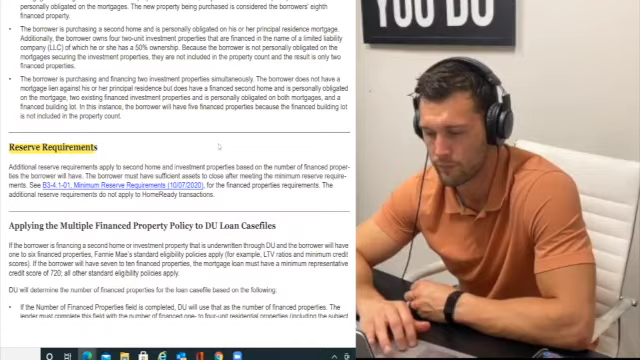 personally obligated on the mortgages. The new property being purchased is considered the borrowers' eighth
financed property.
• The borrower is purchasing a second home and is personally obligated on his or her principal residence mortgage.
Additionally, the borrower owns four two-unit investment properties that are financed in the name of a limited liability
company (LLC) of which he or she has a 50% ownership. Because the borrower is not personally obligated on the
mortgages securing the investment properties, they are not included in the property count and the result is only two
financed properties.
• The borrower is purchasing and financing two investment properties simultaneously. The borrower does not have a
mortgage lien against his or her principal residence but does have a financed second home and is personally obligated
on the mortgage, two existing financed investment properties and is personally obligated on both mortgages, and a
financed building lot. In this instance, the borrower will have five financed properties because the financed building lot
is not included in the property count.
Reserve Requirements
Additional reserve requirements apply to second home and investment properties based on the number of financed proper-
ties the borrower will have. The borrower must have sufficient assets to close after meeting the minimum reserve require-
ments. See B3-4.1-01, Minimum Reserve Requirements (10/07/2020), for the financed properties requirements. The
additional reserve requirements do not apply to HomeReady transactions.
Applying the Multiple Financed Property Policy to DU Loan Casefiles
If the borrower is financing a second home or investment property that is underwritten through DU and the borrower will have
one to six financed properties, Fannie Mae's standard eligibility policies apply (for example, LTV ratios and minimum credit
scores). If the borrower will have seven to ten financed properties, the mortgage loan must have a minimum representative
credit score of 720; all other standard eligibility policies apply.
DU will determine the number of financed properties for the loan casefile based on the following:
• If the Number of Financed Properties field is completed, DU will use that as the number of financed properties. The
lender must complete this field with the number of financed one- to four-unit residential properties (including the subject
YOU DO